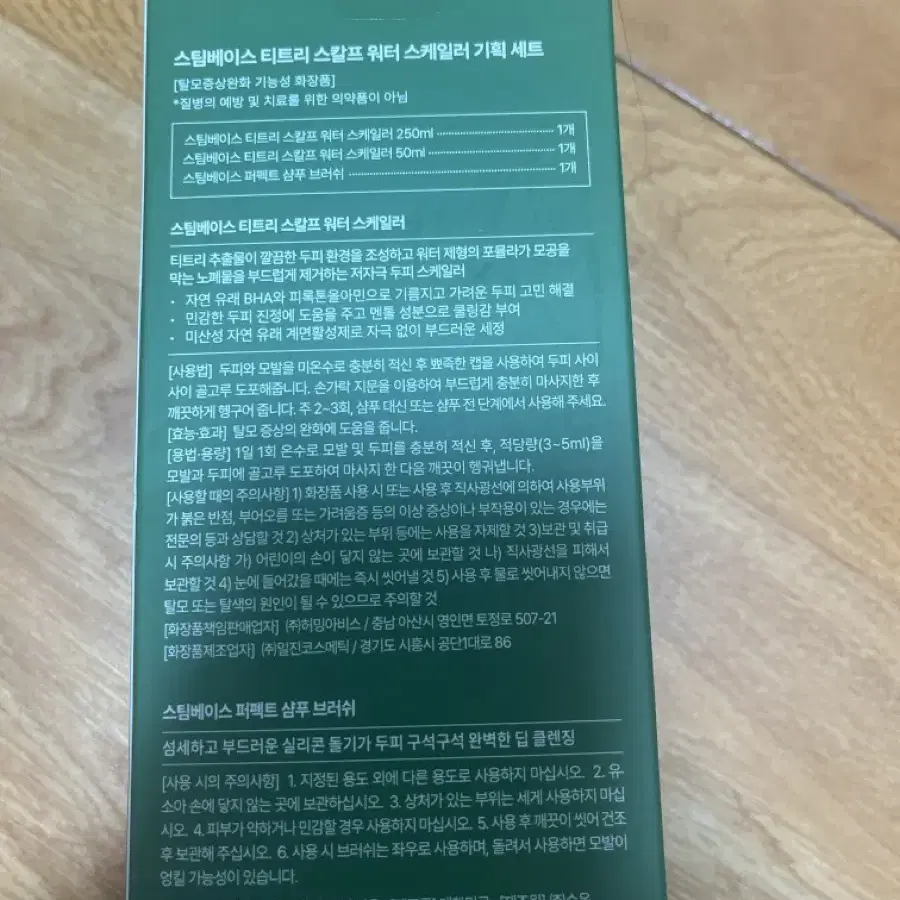 스팀베이스 티트리 스칼프 워터 스케일러 기획 세트
[탈모증상완화 기능성 화장품]
*질병의 예방 및 치료를 위한 의약품이 아님
스팀베이스 티트리 스칼프 워터 스케일러 250ml 1개
스팀베이스 티트리 스칼프 워터 스케일러 50ml 1개
스팀베이스 퍼펙트 샴푸 브러쉬 1개
스팀베이스 티트리 스칼프 워터 스케일러
티트리 추출물이 깔끔한 두피 환경을 조성하고 워터 제형의 포뮬라가 모공을
막는 노폐물을 부드럽게 제거하는 저자극 두피 스케일러
• 자연 유래 BHA와 피록톤올아민으로 기름지고 가려운 두피 고민 해결
• 민감한 두피 진정에 도움을 주고 멘톨 성분으로 쿨링감 부여
• 미산성 자연 유래 계면활성제로 자극 없이 부드러운 세정
[사용법] 두피와 모발을 미온수로 충분히 적신 후 뾰족한 캡을 사용하여 두피 사이
사이 골고루 도포해줍니다. 손가락 지문을 이용하여 부드럽게 충분히 마사지한 후
깨끗하게 헹구어 줍니다. 주 2~3회, 샴푸 대신 또는 샴푸 전 단계에서 사용해 주세요.
[효능·효과] 탈모 증상의 완화에 도움을 줍니다.
[용법·용량] 1일 1회 온수로 모발 및 두피를 충분히 적신 후, 적당량(3~5ml)을
모발과 두피에 골고루 도포하여 마사지 한 다음 깨끗이 헹궈냅니다.
[사용할 때의 주의사항] 1) 화장품 사용 시 또는 사용 후 직사광선에 의하여 사용부위
가 붉은 반점, 부어오름 또는 가려움증 등의 이상 증상이나 부작용이 있는 경우에는
전문의 등과 상담할 것 2) 상처가 있는 부위 등에는 사용을 자제할 것 3)보관 및 취급
시 주의사항 가) 어린이의 손이 닿지 않는 곳에 보관할 것 나) 직사광선을 피해서
보관할 것 4) 눈에 들어갔을 때에는 즉시 씻어낼 것 5) 사용 후 물로 씻어내지 않으면
탈모 또는 탈색의 원인이 될 수 있으므로 주의할 것
[화장품책임판매업자] ㈜허밍아비스 / 충남 아산시 영인면 토정로 507-21
[화장품제조업자] ㈜밀진코스메틱 / 경기도 시흥시 공단1대로 86
스팀베이스 퍼펙트 샴푸 브러쉬
섬세하고 부드러운 실리콘 돌기가 두피 구석구석 완벽한 딥 클렌징
[사용 시의 주의사항] 1. 지정된 용도 외에 다른 용도로 사용하지 마십시오. 2. 유
소아 손에 닿지 않는 곳에 보관하십시오. 3. 상처가 있는 부위는 세게 사용하지 마십
시오. 4. 피부가 약하거나 민감할 경우 사용하지 마십시오. 5. 사용 후 깨끗이 씻어 건조
후 보관해 주십시오. 6. 사용 시 브러쉬는 좌우로 사용하며, 돌려서 사용하면 모발이
엉킬 가능성이 있습니다.